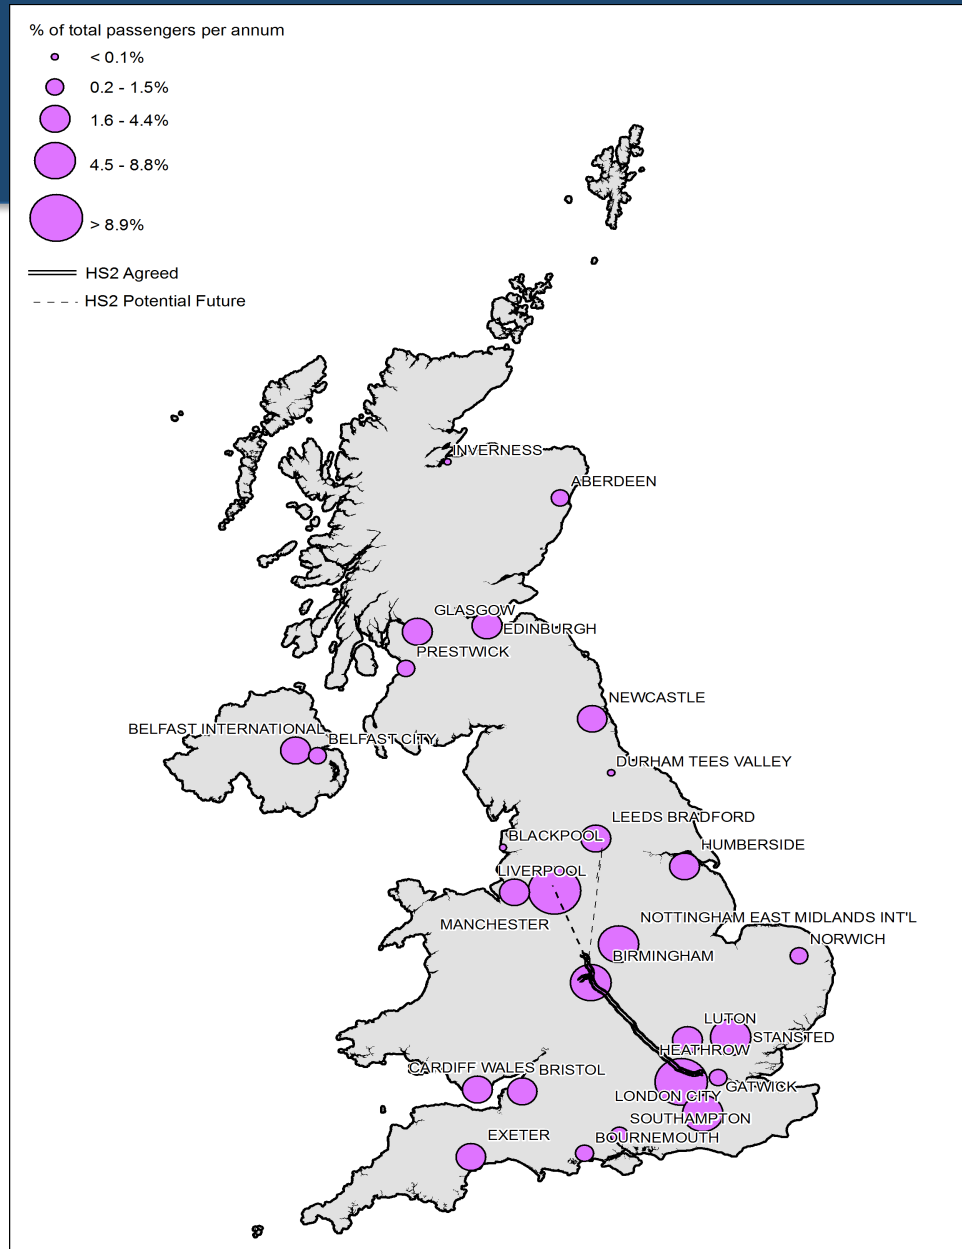 % of total passengers per annum
< 0.1%
0.2 - 1.5%
1.6 - 4.4%
4.5 - 8.8%
> 8.9%
HS2 Agreed
HS2 Potential Future
INVERNESS
ABERDEEN
GLASGOW
EDINBURGH
PRESTWICK
NEWCASTLE
BELFAST INTERNATIONAL
BELFAST CITY
DURHAM TEES VALLEY
LEEDS BRADFORD
BLACKPOOL
HUMBERSIDE
LIVERPOOL
MANCHESTER
NOTTINGHAM EAST MIDLANDS INT'L
NORWICH
BIRMINGHAM
LUTON
STANSTED
HEATHROW
CARDIFF WALES
BRISTOL
GATWICK
LONDON CITY
SOUTHAMPTON
EXETER
BOURNEMOUTH